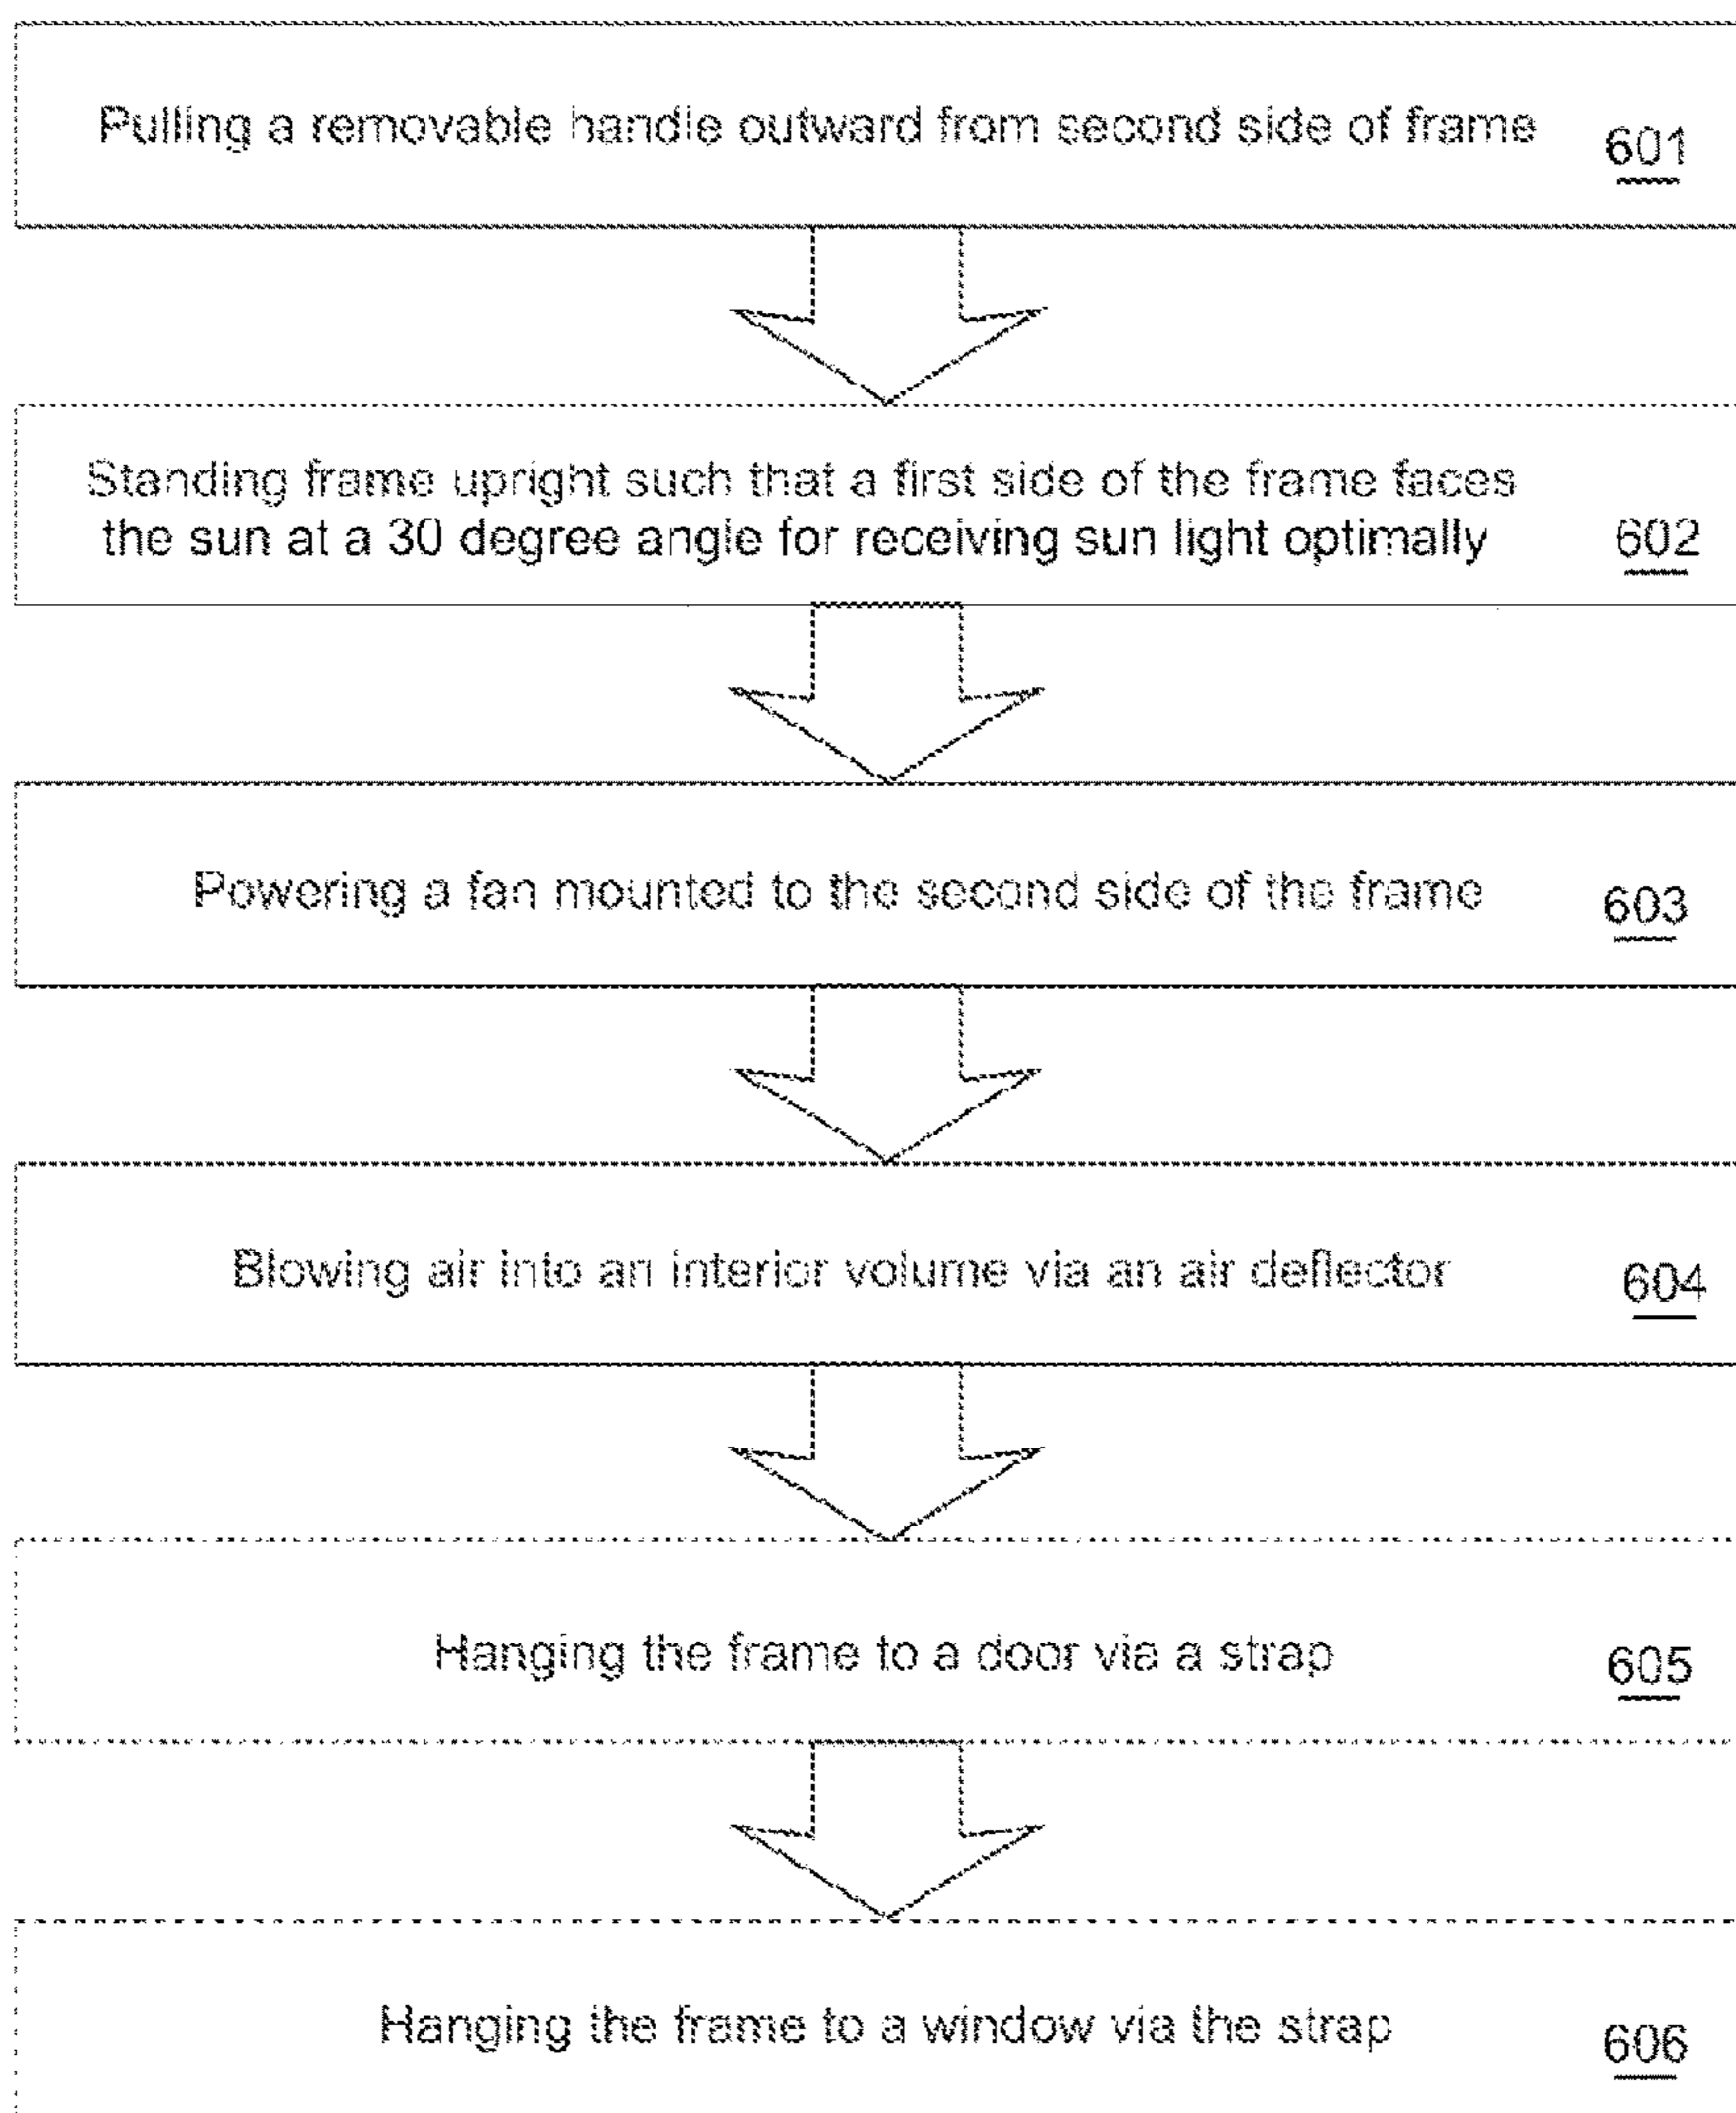 Pulling a removable handle outward from second side of frame
601
Standing frame upright such that a first side of the frame faces
the sun at a 30 degree angle for receiving sun light optimally
602
Powering a fan mounted to the second side of the frame
603
Blowing air into an interior volume via an air deflector
604
Hanging the frame to a door via a strap
605
Hanging the frame to a window via the strap
606